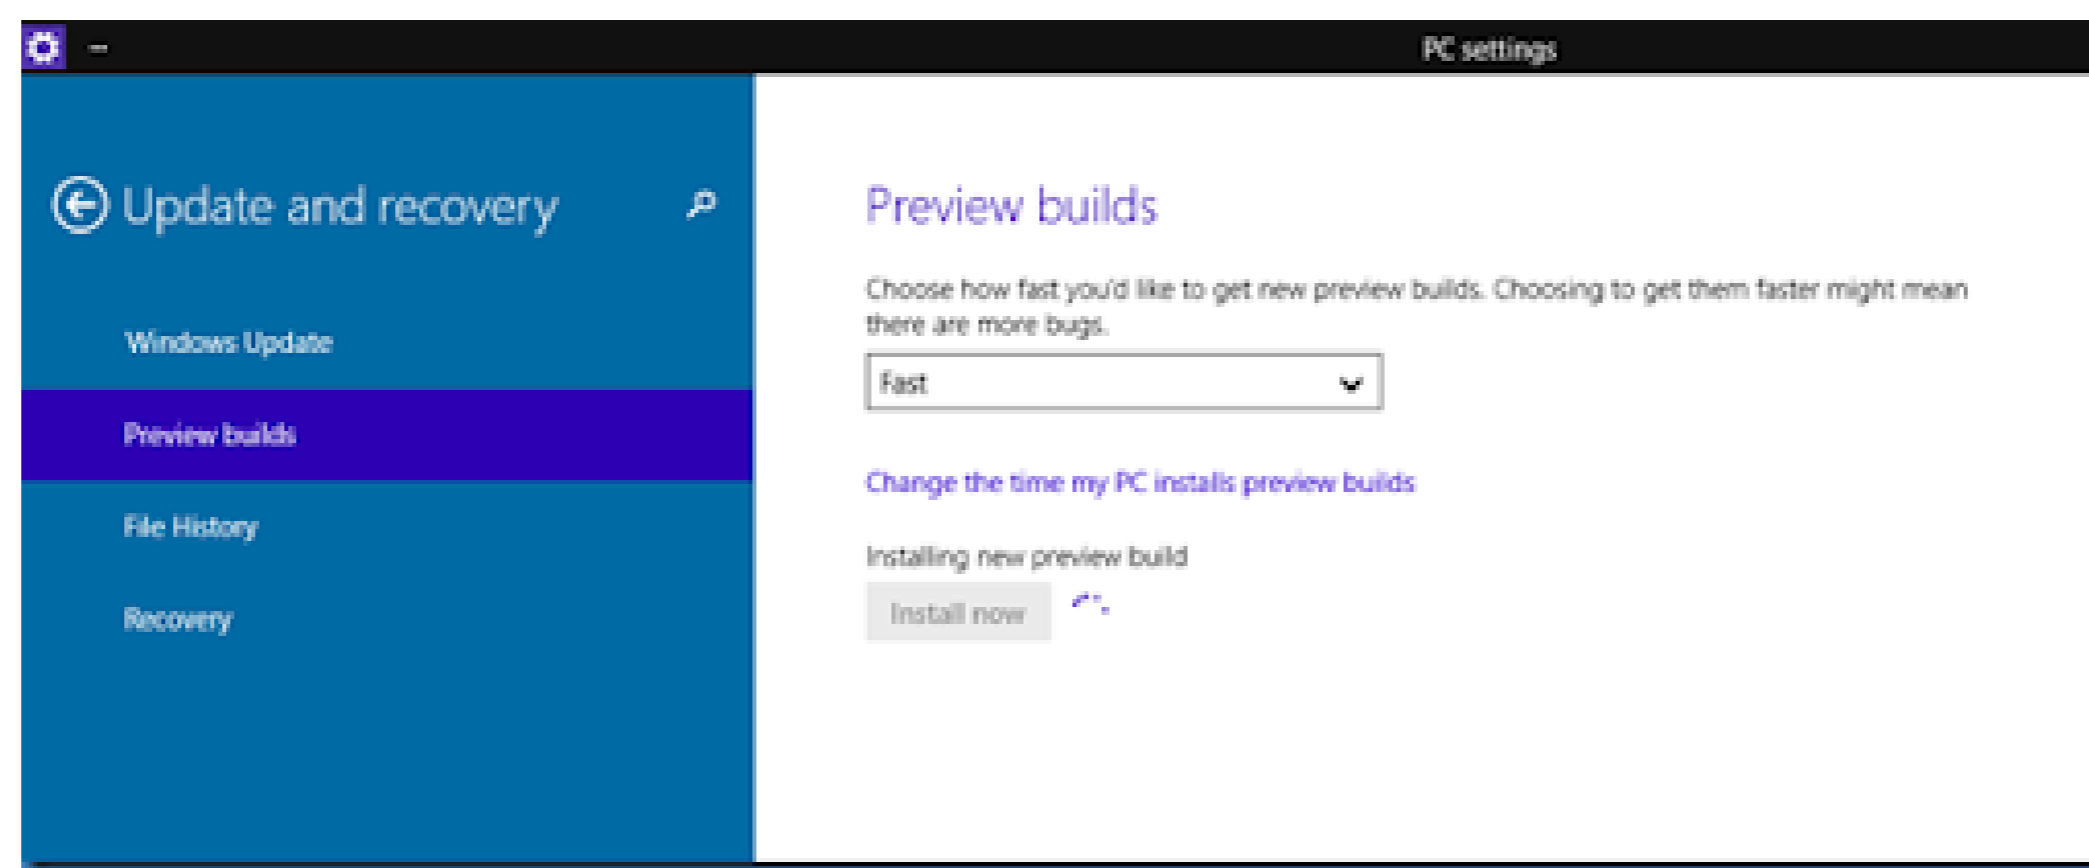 PC settings
Update and recovery
Windows Update
Preview builds
File History
Recovery
Preview builds
Choose how fast you'd like to get new preview builds. Choosing to get them faster might mean
there are more bugs.
Fast
Change the time my PC installs preview builds
Installing new preview build
Install now